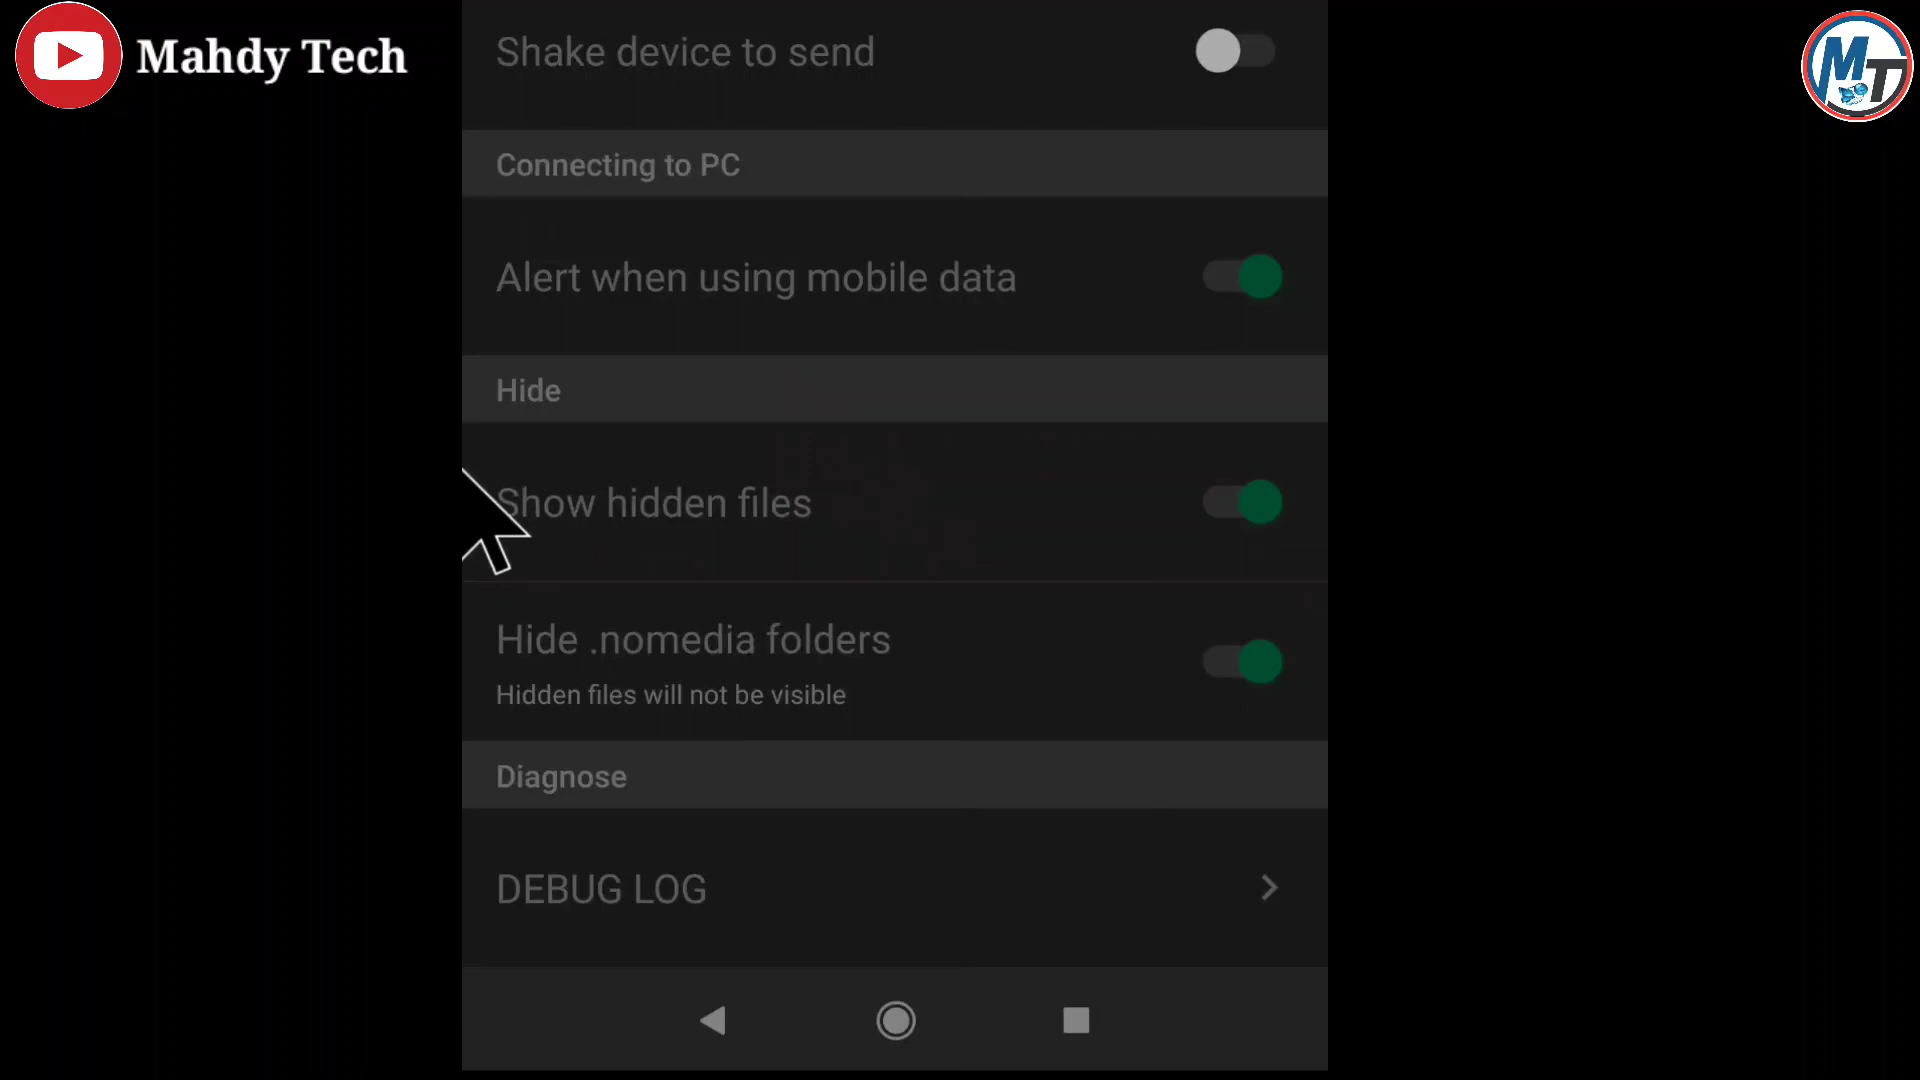 Mahdy Tech
MT
Shake device to send
Connecting to PC
Alert when using mobile data
Hide
Show hidden files
Hide .nomedia folders
Hidden files will not be visible
Diagnose
DEBUG LOG